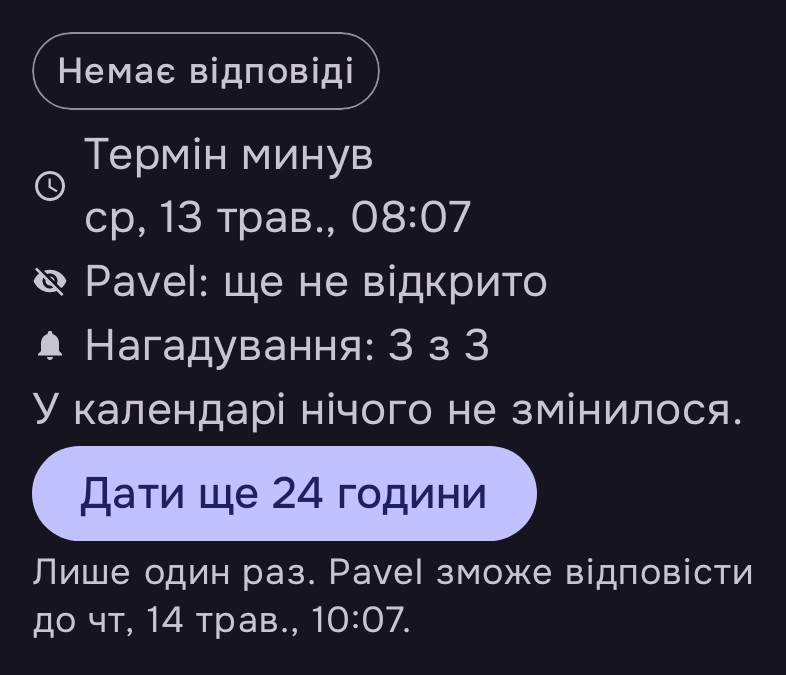 Немає відповіді
Термін минув
ср, 13 трав., 08:07
Pavel: ще не відкрито
Нагадування: 3 з 3
У календарі нічого не змінилося.
Дати ще 24 години
Лише один раз. Pavel зможе відповісти
до чт, 14 трав., 10:07.